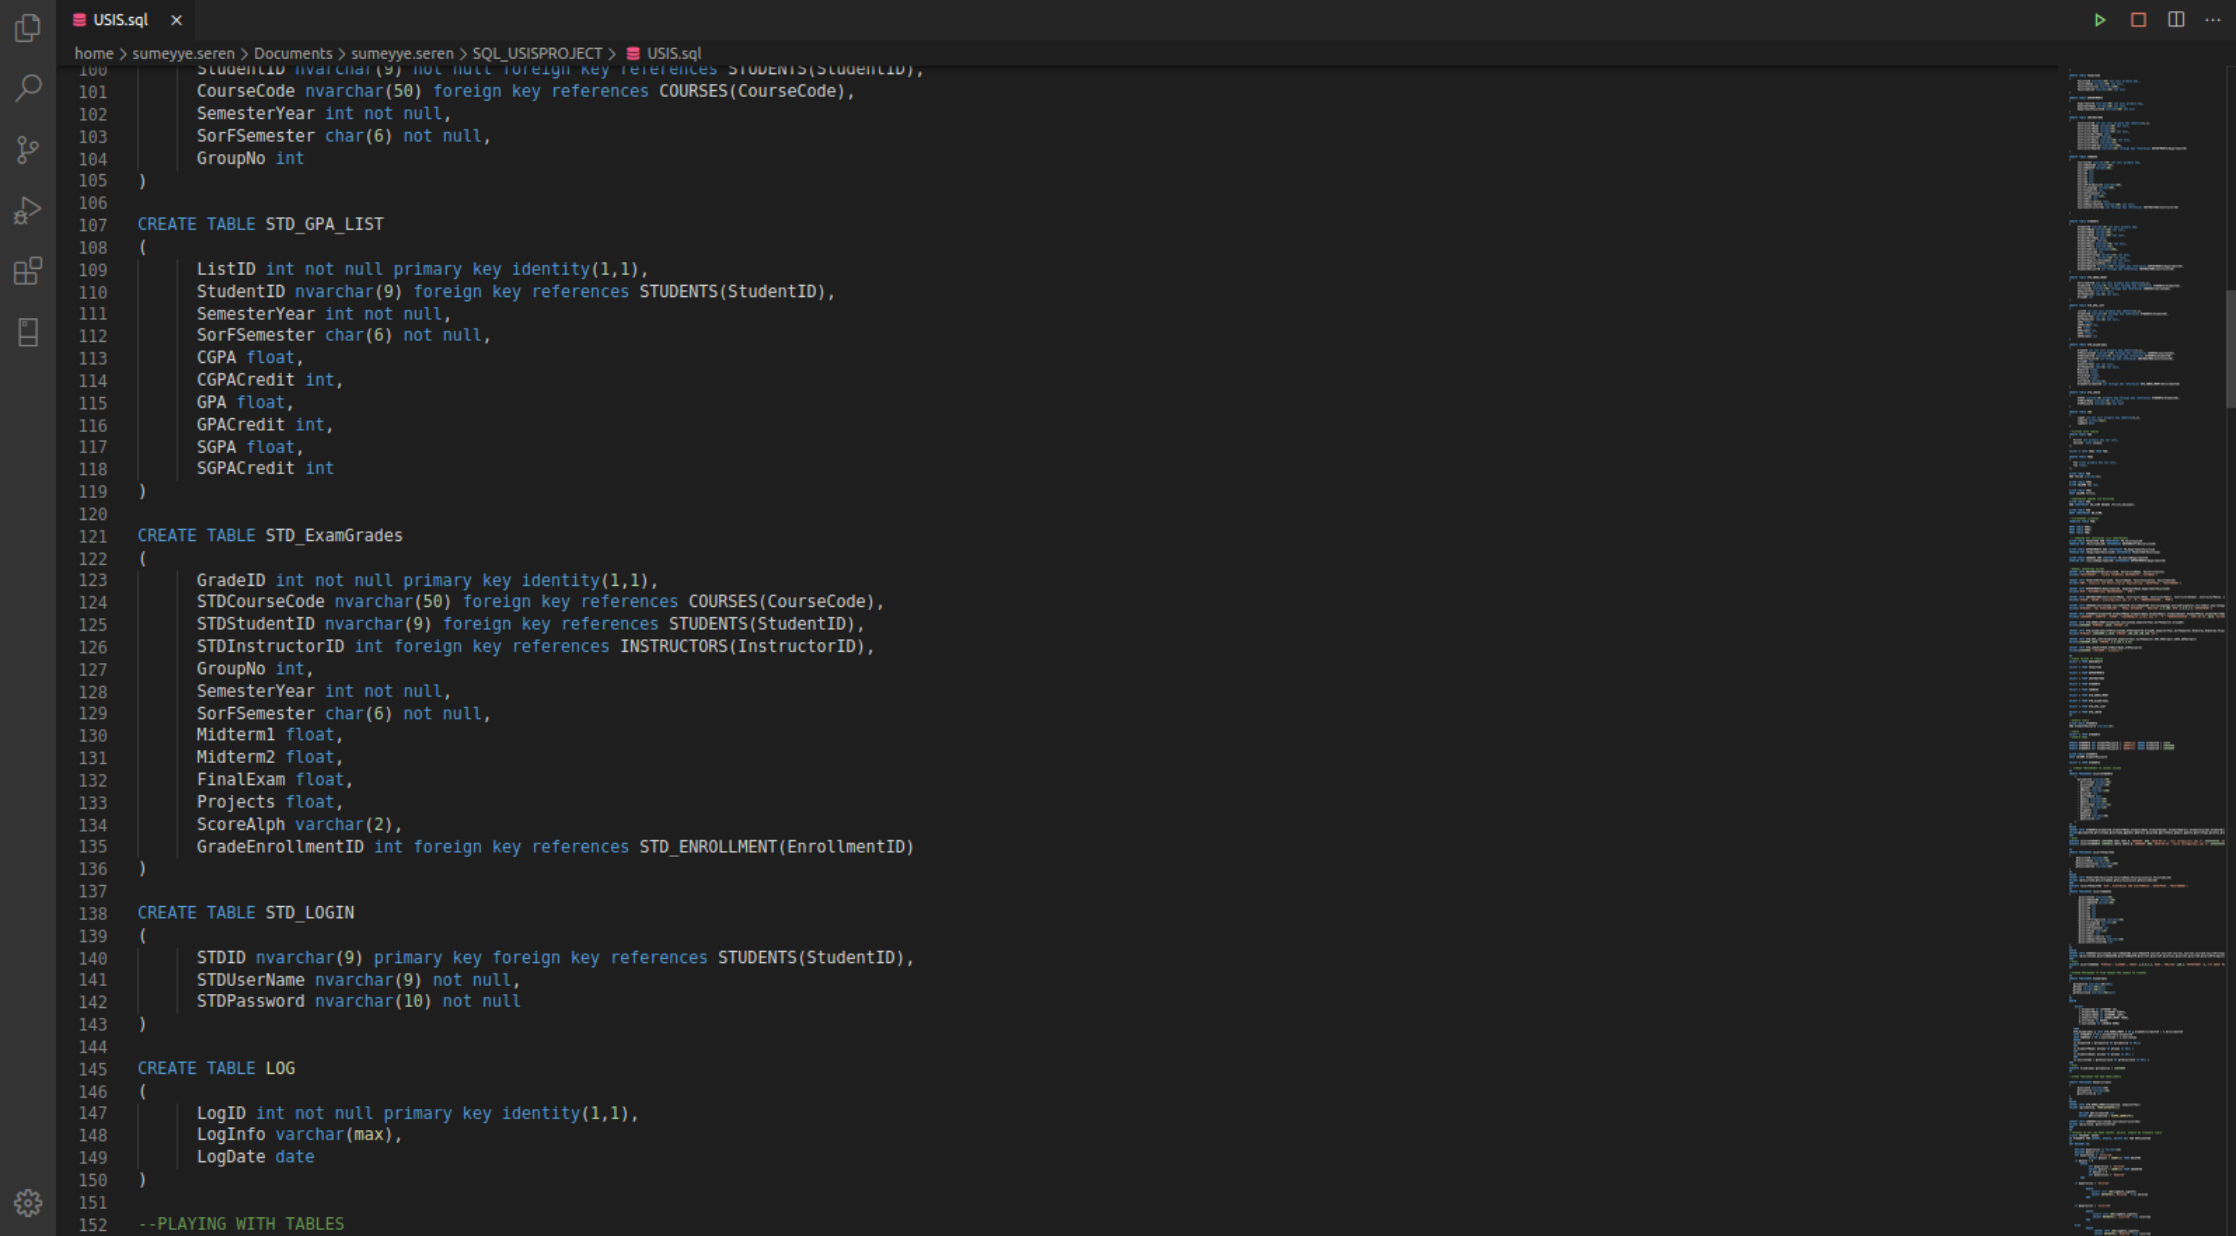 USIS.sql
home > sumeyye.seren > Documents > sumeyye.seren > SQL_USISPROJECT > USIS.sql
100 StudentID nvarchar(9) not null foreign key references STUDENTS(StudentID),
101 CourseCode nvarchar(50) foreign key references COURSES(CourseCode),
102 SemesterYear int not null,
103 SorFSemester char(6) not null,
104 GroupNo int
105 )
106
107 CREATE TABLE STD_GPA_LIST
108 (
109 ListID int not null primary key identity(1,1),
110 StudentID nvarchar(9) foreign key references STUDENTS(StudentID),
111 SemesterYear int not null,
112 SorFSemester char(6) not null,
113 CGPA float,
114 CGPACredit int,
115 GPA float,
116 GPACredit int,
117 SGPA float,
118 SGPACredit int
119 )
120
121 CREATE TABLE STD_ExamGrades
122 (
123 GradeID int not null primary key identity(1,1),
124 STDCourseCode nvarchar(50) foreign key references COURSES(CourseCode),
125 STDStudentID nvarchar(9) foreign key references STUDENTS(StudentID),
126 STDInstructorID int foreign key references INSTRUCTORS(InstructorID),
127 GroupNo int,
128 SemesterYear int not null,
129 SorFSemester char(6) not null,
130 Midterm1 float,
131 Midterm2 float,
132 FinalExam float,
133 Projects float,
134 ScoreAlph varchar(2),
135 GradeEnrollmentID int foreign key references STD_ENROLLMENT(EnrollmentID)
136 )
137
138 CREATE TABLE STD_LOGIN
139 (
140 STDID nvarchar(9) primary key foreign key references STUDENTS(StudentID),
141 STDUserName nvarchar(9) not null,
142 STDPassword nvarchar(10) not null
143 )
144
145 CREATE TABLE LOG
146 (
147 LogID int not null primary key identity(1,1),
148 LogInfo varchar(max),
149 LogDate date
150 )
151
152 --PLAYING WITH TABLES